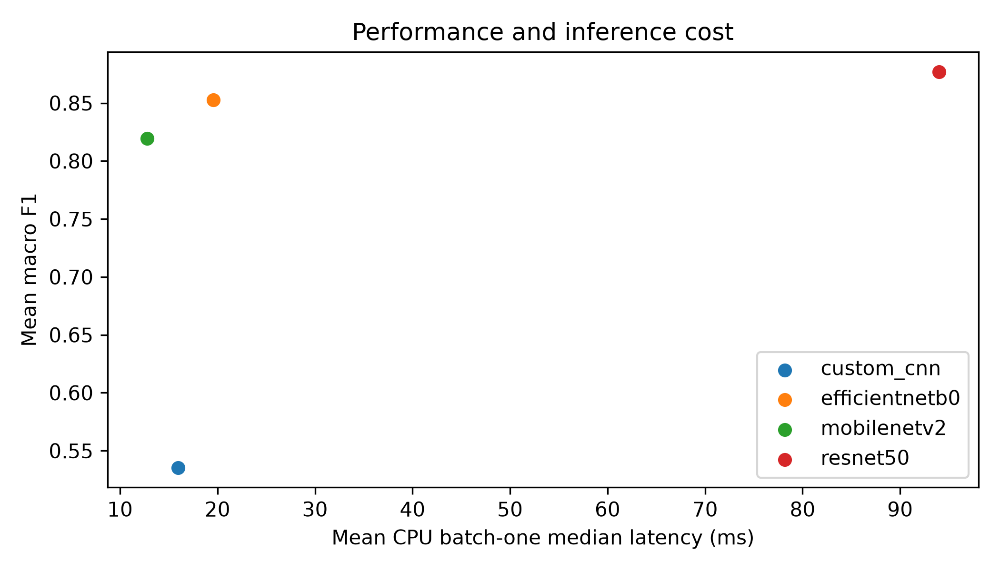 Performance and inference cost
Mean macro F1
0.85
0.80
0.75
0.70
0.65
0.60
0.55
custom_cnn
efficientnetb0
mobilenetv2
resnet50
10 20 30 40 50 60 70 80 90
Mean CPU batch-one median latency (ms)